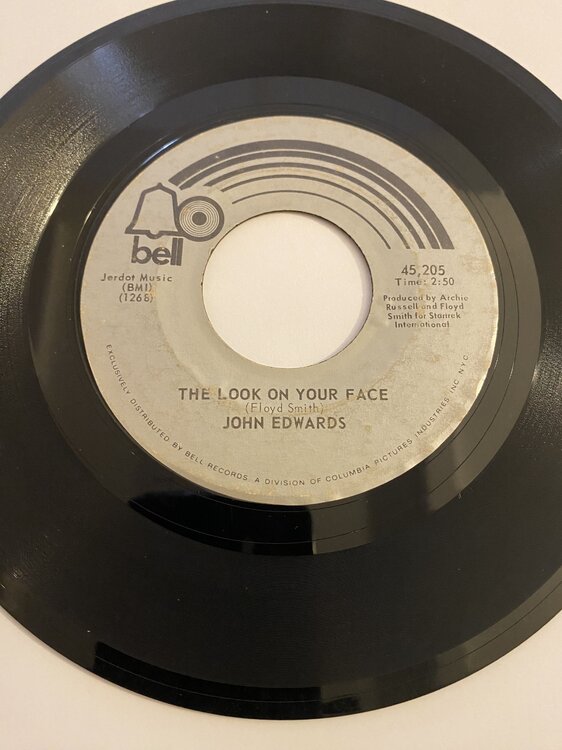 bell
Jerdot Music
(BMI)
(1268)
45,205
Time: 2:50
Produced by Archie
Russell and Floyd
Smith for Stanrek
International
THE LOOK ON YOUR FACE
(Floyd Smith)
JOHN EDWARDS
EXCLUSIVELY DISTRIBUTED BY BELL RECORDS, A DIVISION OF COLUMBIA PICTURES INDUSTRIES INC. N.Y.C.